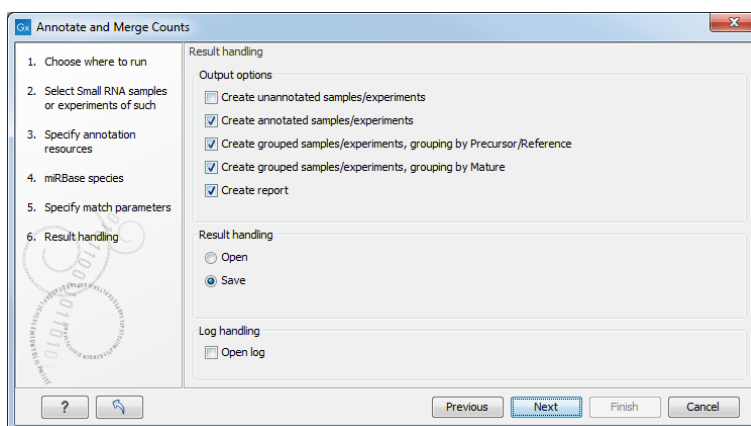 Gx Annotate and Merge Counts
1. Choose where to run
2. Select Small RNA samples
or experiments of such
3. Specify annotation
resources
4. miRBase species
5. Specify match parameters
6. Result handling
Result handling
Output options
Create unannotated samples/experiments
Create annotated samples/experiments
Create grouped samples/experiments, grouping by Precursor/Reference
Create grouped samples/experiments, grouping by Mature
Create report
Result handling
Open
Save
Log handling
Open log
?
Previous
Next
Finish
Cancel